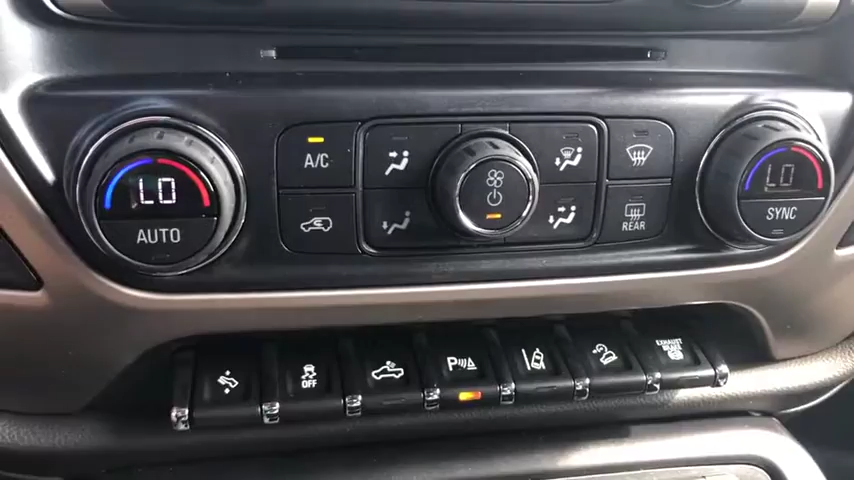 LO
AUTO
A/C
REAR
LO
SYNC
OFF
P
EXHAUST
BRAKE